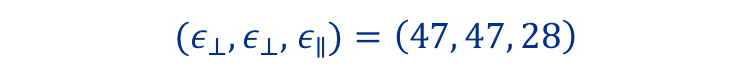 (ϵ⊥, ϵ⊥, ϵ∥) = (47, 47, 28)